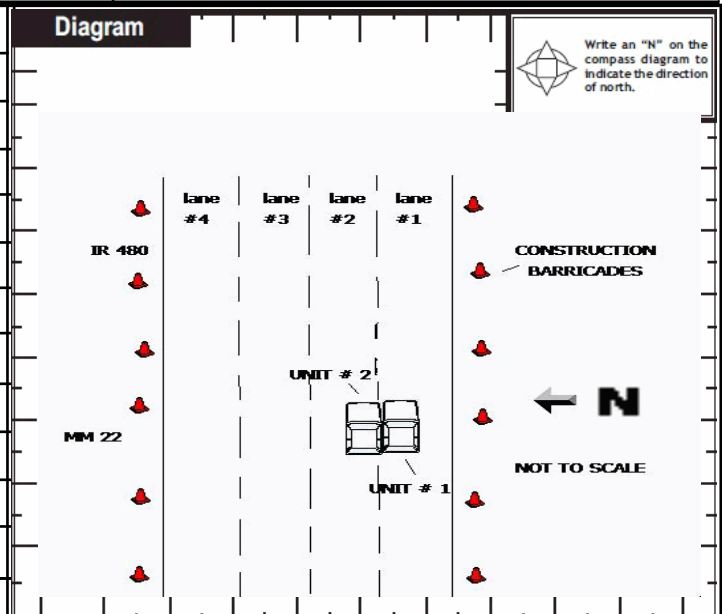 Diagram
Write an “N” on the
compass diagram to
indicate the direction
of north.
lane
#4
lane
#3
lane
#2
lane
#1
IR 480
CONSTRUCTION
BARRICADES
UNIT # 2
N
MM 22
NOT TO SCALE
UNIT # 1